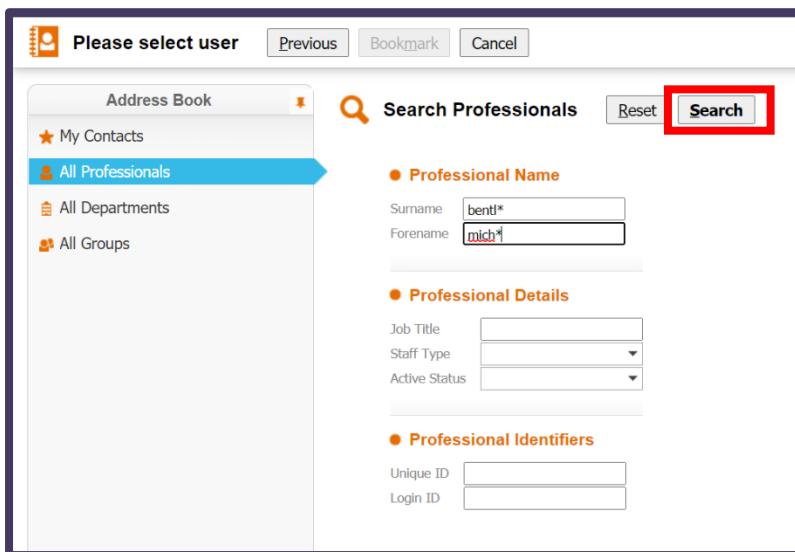 Please select user Previous Bookmark Cancel
Address Book
My Contacts
All Professionals
All Departments
All Groups
Search Professionals Reset Search
Professional Name
Surname bentl*
Forename mich*
Professional Details
Job Title
Staff Type
Active Status
Professional Identifiers
Unique ID
Login ID